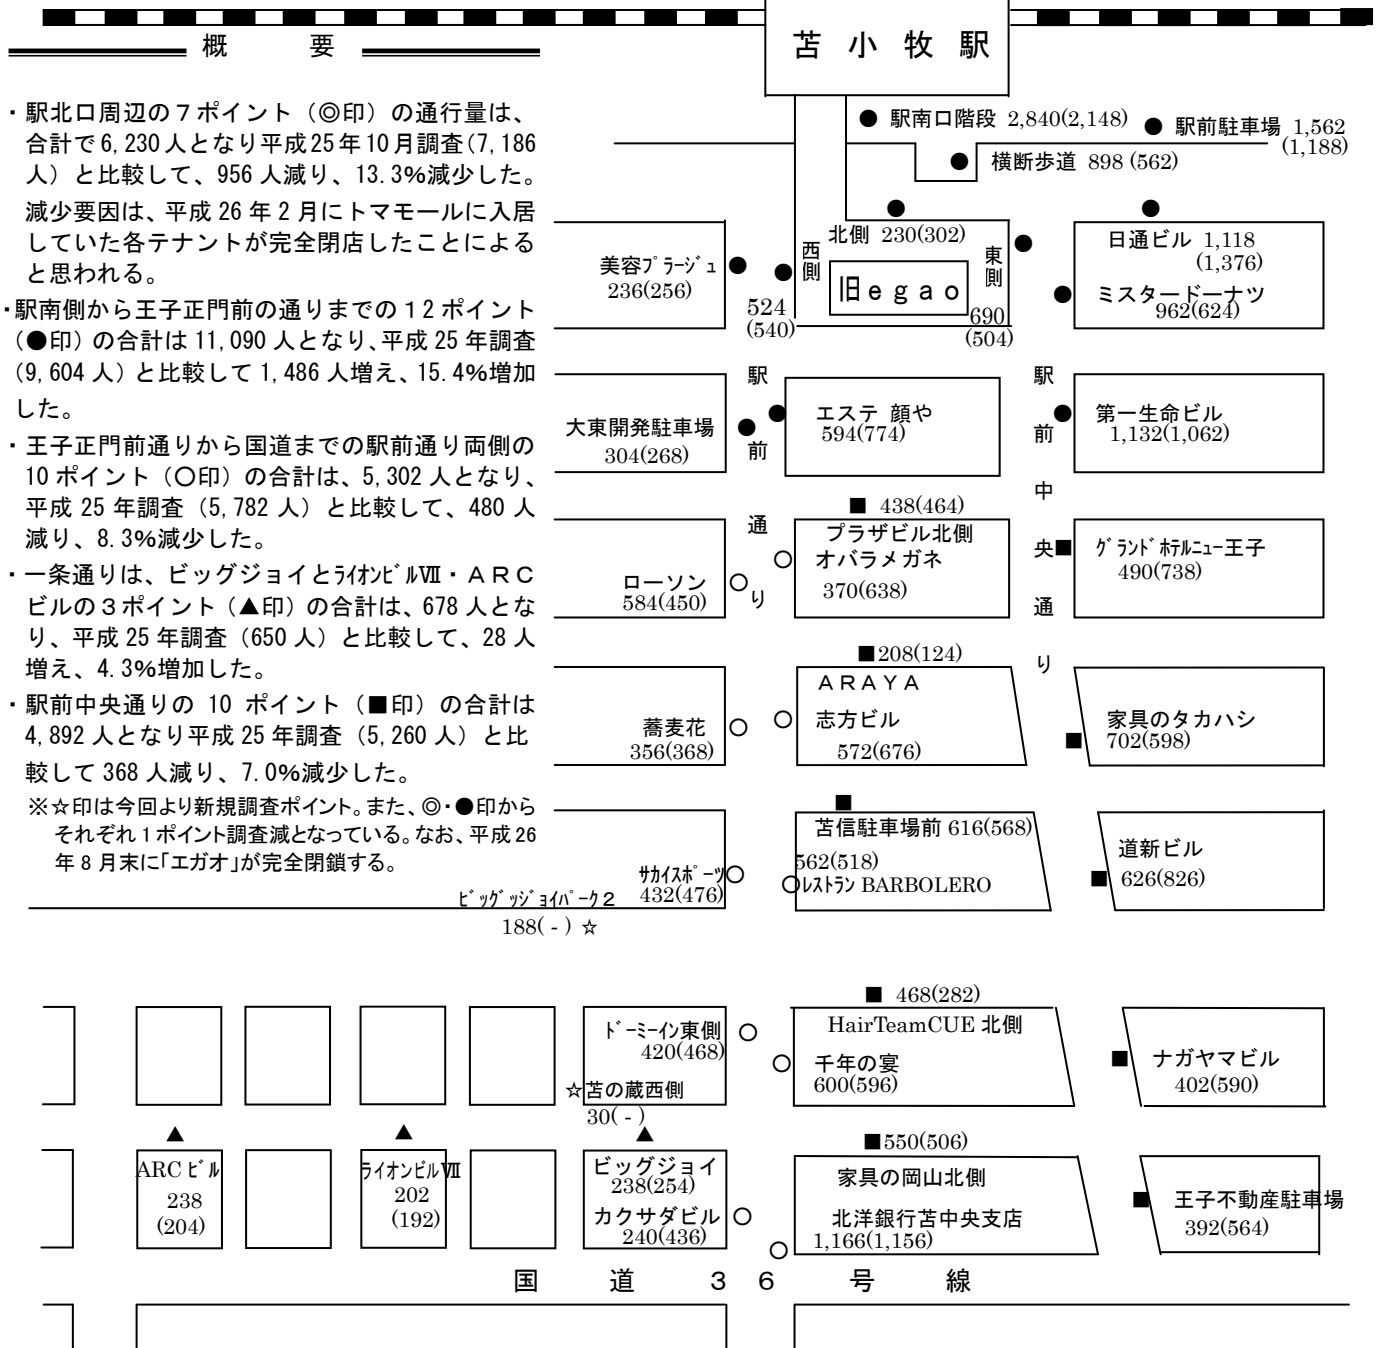 概　　　要
・駅北口周辺の７ポイント（◎印）の通行量は、
合計で6,230人となり平成25年10月調査(7,186
人）と比較して、956人減り、13.3%減少した。
減少要因は、平成26年2月にトマモールに入居
していた各テナントが完全閉店したことによる
と思われる。
・駅南側から王子正門前の通りまでの１２ポイント
（●印）の合計は11,090人となり、平成25年調査
（9,604人）と比較して1,486人増え、15.4%増加
した。
・王子正門前通りから国道までの駅前通り両側の
10ポイント（○印）の合計は、5,302人となり、
平成25年調査（5,782人）と比較して、480人
減り、8.3%減少した。
・一条通りは、ビッグジョイとﾗｲｵﾝﾋﾞﾙⅦ・ＡＲＣ
ビルの３ポイント（▲印）の合計は、678人とな
り、平成25年調査（650人）と比較して、28人
増え、4.3%増加した。
・駅前中央通りの 10 ポイント（■印）の合計は
4,892人となり平成25年調査（5,260人）と比
較して368人減り、7.0%減少した。
※☆印は今回より新規調査ポイント。また、◎・●印から
それぞれ１ポイント調査減となっている。なお、平成26
年8月末に「エガオ」が完全閉鎖する。
苫小牧駅
● 駅南口階段 2,840(2,148)
● 駅前駐車場 1,562
(1,188)
● 横断歩道 898 (562)
●
北側 230(302)
西側
東側
旧ｅｇａｏ
美容ﾌﾟﾗｰｼﾞｭ ●
236(256)
●
524
(540)
●
690
(504)
●
日通ビル 1,118
(1,376)
● ミスタードーナツ
962(624)
駅前通り
駅前中央通り
大東開発駐車場 ●
304(268)
● エステ 顔や
594(774)
● 第一生命ビル
1,132(1,062)
■ 438(464)
プラザビル北側
○ オバラメガネ
370(638)
ローソン ○
584(450)
■ ｸﾞﾗﾝﾄﾞﾎﾃﾙﾆｭｰ王子
490(738)
■208(124)
ＡＲＡＹＡ
○ 志方ビル
572(676)
蕎麦花 ○
356(368)
■ 家具のタカハシ
702(598)
■
苫信駐車場前 616(568)
562(518)
○ﾚｽﾄﾗﾝ BARBOLERO
ｻｶｲｽﾎﾟｰﾂ○
432(476)
■ 道新ビル
626(826)
ﾋﾞｯｸﾞｯｼﾞｮｲﾊﾟｰｸ２
188( - ) ☆
■ 468(282)
HairTeamCUE 北側
○ 千年の宴
600(596)
ﾄﾞｰﾐｰｲﾝ東側 ○
420(468)
☆苫の蔵西側
30( - )
■ ナガヤマビル
402(590)
▲
ARC ﾋﾞﾙ
238
(204)
▲
ﾗｲｵﾝﾋﾞﾙⅦ
202
(192)
▲
ビッグジョイ
238(254)
カクサダビル ○
240(436)
■550(506)
家具の岡山北側
北洋銀行苫中央支店
○ 1,166(1,156)
■ 王子不動産駐車場
392(564)
国道３６号線